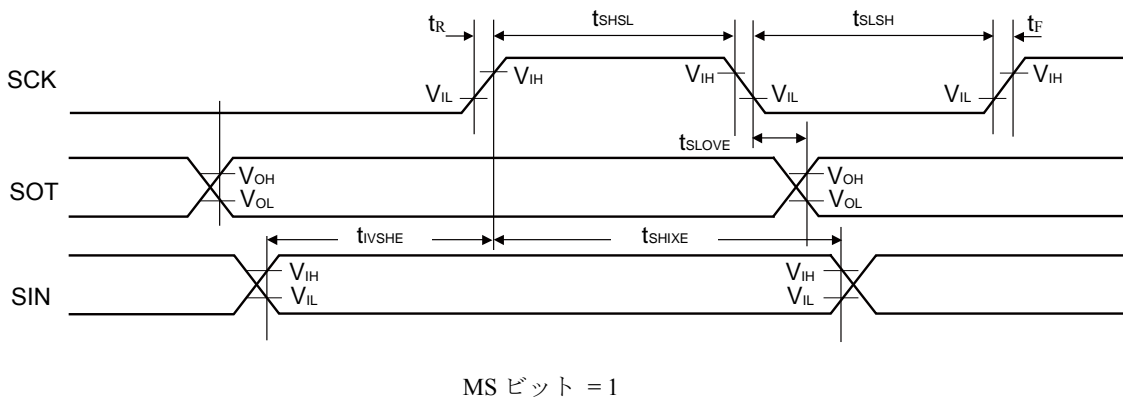 tR tSHSL tSLSH tF
SCK VIL VIH VIH VIL VIL VIH
tSLOVE
SOT VOH VOH
VOL VOL
tIVSHE tSHIXE
SIN VIH VIH
VIL VIL
MS ビット = 1